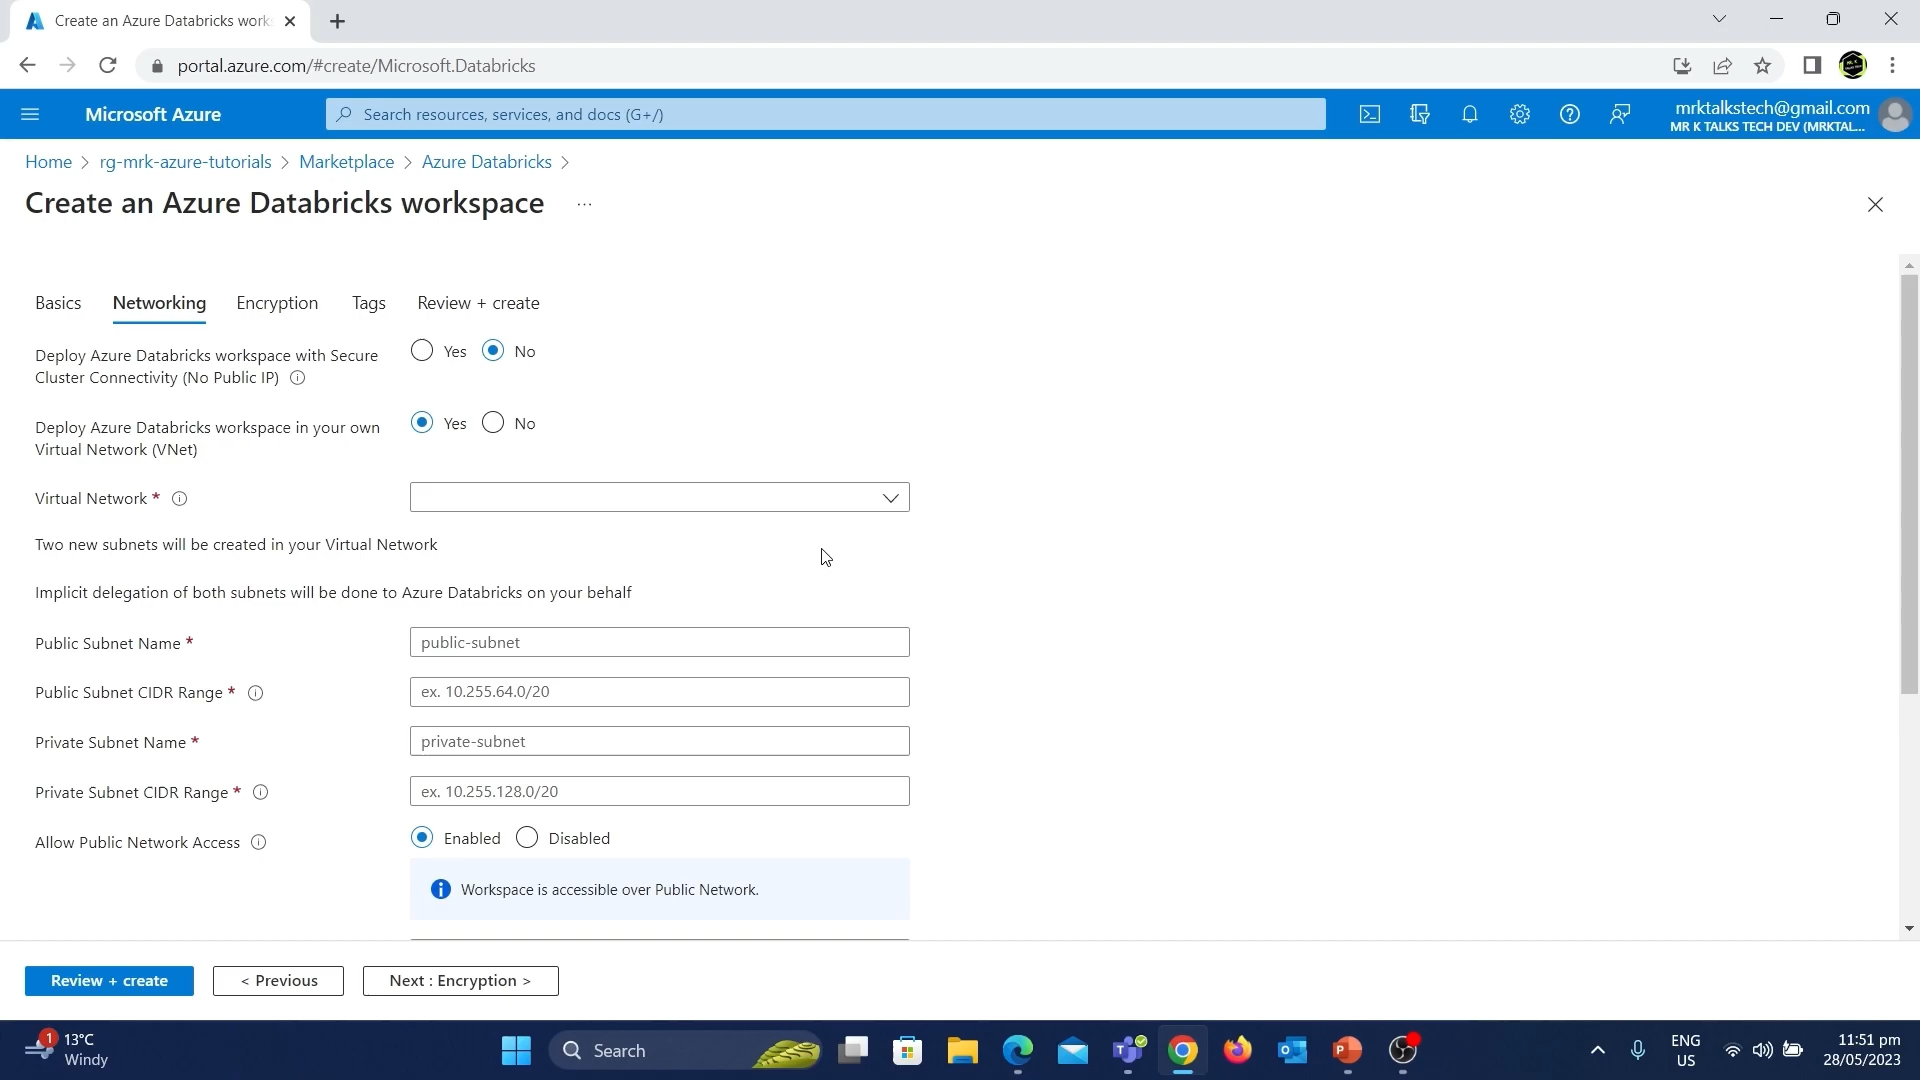 Create an Azure Databricks work
portal.azure.com/#create/Microsoft.Databricks
Microsoft Azure
Search resources, services, and docs (G+/)
mrktalkstech@gmail.com
MR K TALKS TECH DEV (MRKTAL...
Home > rg-mrk-azure-tutorials > Marketplace > Azure Databricks >
Create an Azure Databricks workspace ...
Basics Networking Encryption Tags Review + create
Deploy Azure Databricks workspace with Secure
Cluster Connectivity (No Public IP)
Yes No
Deploy Azure Databricks workspace in your own
Virtual Network (VNet)
Yes No
Virtual Network *
Two new subnets will be created in your Virtual Network
Implicit delegation of both subnets will be done to Azure Databricks on your behalf
Public Subnet Name *
public-subnet
Public Subnet CIDR Range *
ex. 10.255.64.0/20
Private Subnet Name *
private-subnet
Private Subnet CIDR Range *
ex. 10.255.128.0/20
Allow Public Network Access
Enabled Disabled
Workspace is accessible over Public Network.
Review + create
< Previous
Next : Encryption >
1
13°C
Windy
Search
ENG
US
11:51 pm
28/05/2023